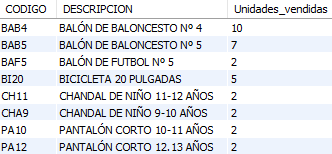 CODIGO DESCRIPCION Unidades_vendidas
BAB4 BALÓN DE BALONCESTO Nº 4 10
BAB5 BALÓN DE BALONCESTO Nº 5 7
BAF5 BALÓN DE FUTBOL Nº 5 2
BI20 BICICLETA 20 PULGADAS 5
CH11 CHANDAL DE NIÑO 11-12 AÑOS 2
CHA9 CHANDAL DE NIÑO 9-10 AÑOS 2
PA10 PANTALÓN CORTO 10-11 AÑOS 2
PA12 PANTALÓN CORTO 12,13 AÑOS 2